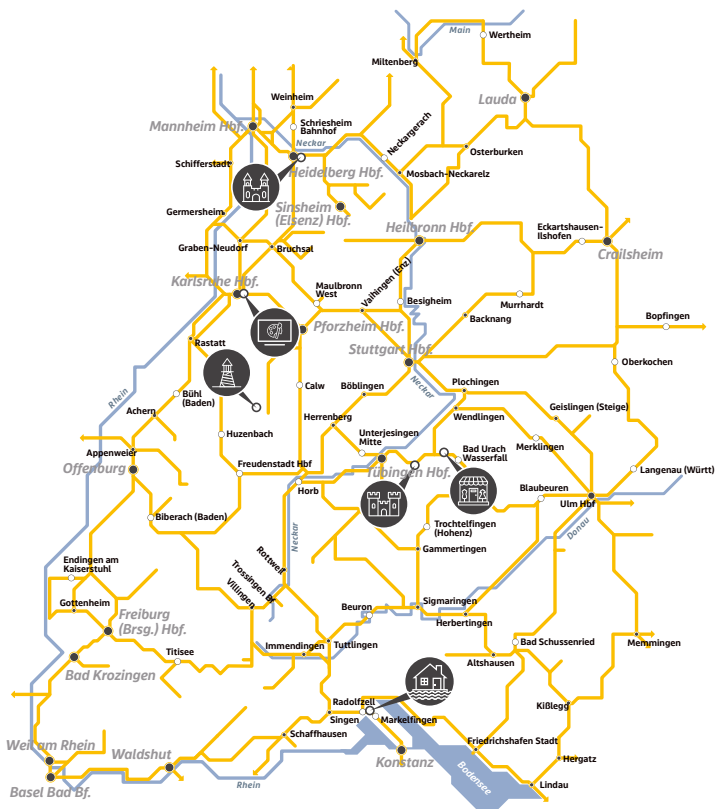 Main
Wertheim
Miltenberg
Lauda
Weinheim
Schriesheim
Bahnhof
Mannheim Hbf.
Neckar
Neckargerach
Osterburken
Schifferstadt
Heidelberg Hbf.
Mosbach-Neckarelz
Sinsheim
(Elsenz) Hbf.
Germersheim
Heilbronn Hbf.
Eckartshausen-
Ilshofen
Graben-Neudorf
Bruchsal
Crailsheim
Karlsruhe Hbf.
Maulbronn
West
Vaihingen (Enz)
Besigheim
Murrhardt
Backnang
Bopfingen
Pforzheim Hbf.
Rastatt
Stuttgart Hbf.
Oberkochen
Rhein
Neckar
Bühl
(Baden)
Calw
Böblingen
Plochingen
Achern
Herrenberg
Wendlingen
Geislingen (Steige)
Huzenbach
Unterjesingen
Mitte
Merklingen
Appenweier
Bad Urach
Wasserfall
Offenburg
Freudenstadt Hbf
Tübingen Hbf.
Langenau (Württ)
Horb
Blaubeuren
Ulm Hbf
Biberach (Baden)
Trochtelfingen
(Hohenz)
Neckar
Donau
Gammertingen
Endingen am
Kaiserstuhl
Rottweil
Trossingen Bf
Villingen
Gottenheim
Beuron
Sigmaringen
Herbertingen
Freiburg
(Brsg.) Hbf.
Titisee
Immendingen
Tuttlingen
Bad Schussenried
Memmingen
Altshausen
Bad Krozingen
Radolfzell
Singen
Markelfingen
Kißlegg
Schaffhausen
Weil am Rhein
Waldshut
Konstanz
Friedrichshafen Stadt
Hergatz
Rhein
Bodensee
Basel Bad Bf.
Lindau